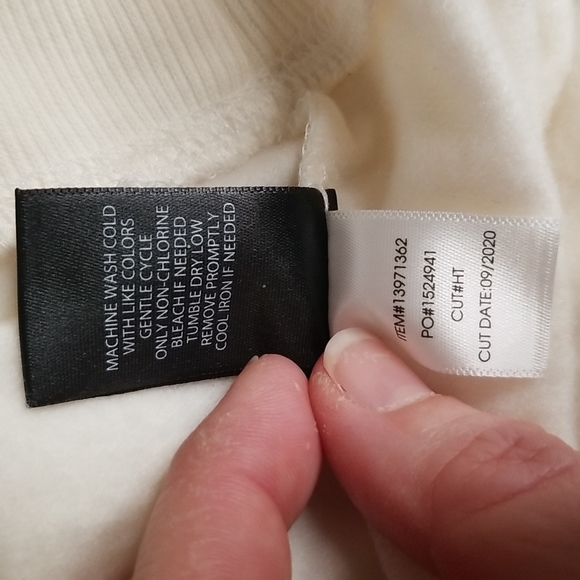 MACHINE WASH COLD
WITH LIKE COLORS
GENTLE CYCLE
ONLY NON-CHLORINE
BLEACH IF NEEDED
TUMBLE DRY LOW
REMOVE PROMPTLY
COOL IRON IF NEEDED
ITEM#13971362
PO#1524941
CUT#HT
CUT DATE:09/2020